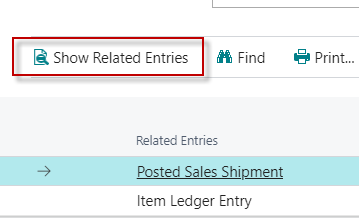 Show Related Entries Find Print...
Related Entries
Posted Sales Shipment
Item Ledger Entry